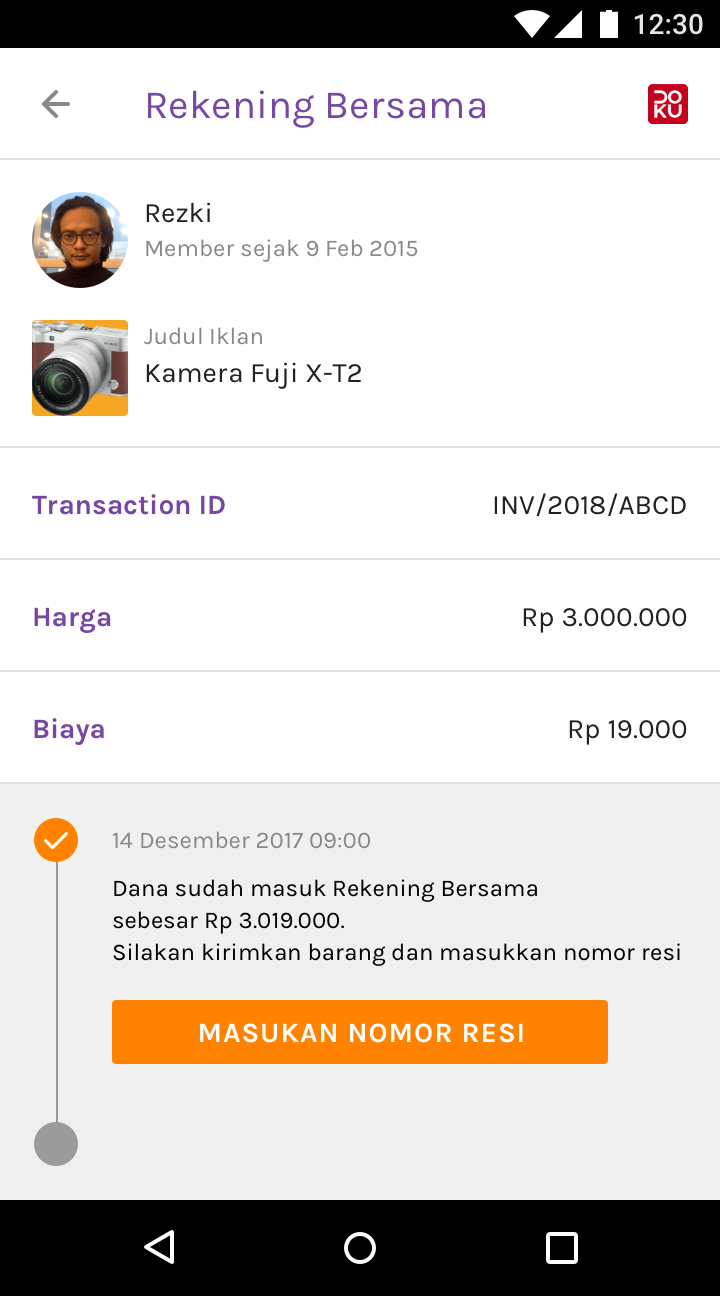 12:30
Rekening Bersama
DOKU
Rezki
Member sejak 9 Feb 2015
Judul Iklan
Kamera Fuji X-T2
Transaction ID
INV/2018/ABCD
Harga
Rp 3.000.000
Biaya
Rp 19.000
14 Desember 2017 09:00
Dana sudah masuk Rekening Bersama
sebesar Rp 3.019.000.
Silakan kirimkan barang dan masukkan nomor resi
MASUKAN NOMOR RESI